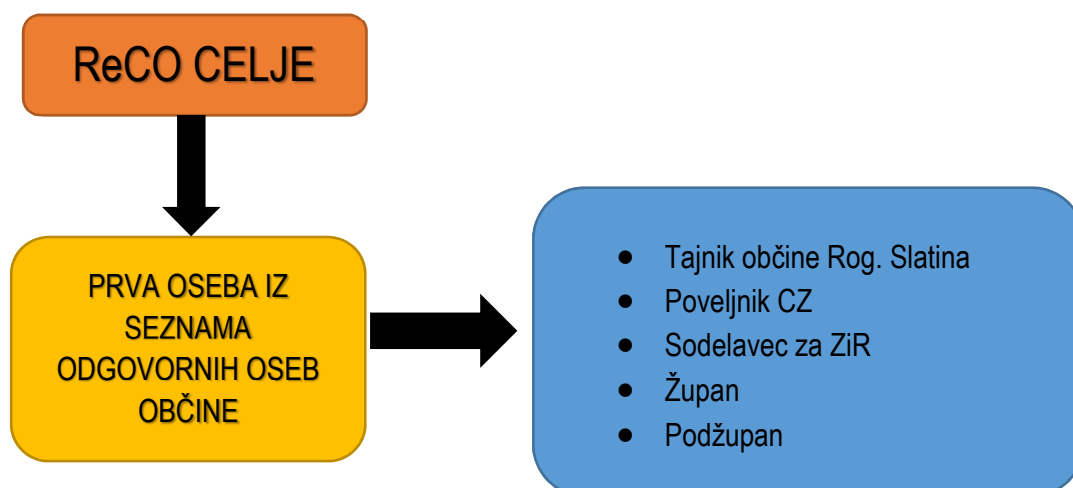 ReCO CELJE
PRVA OSEBA IZ
SEZNAMA
ODGOVORNIH OSEB
OBČINE
• Tajnik občine Rog. Slatina
• Poveljnik CZ
• Sodelavec za ZiR
• Župan
• Podžupan